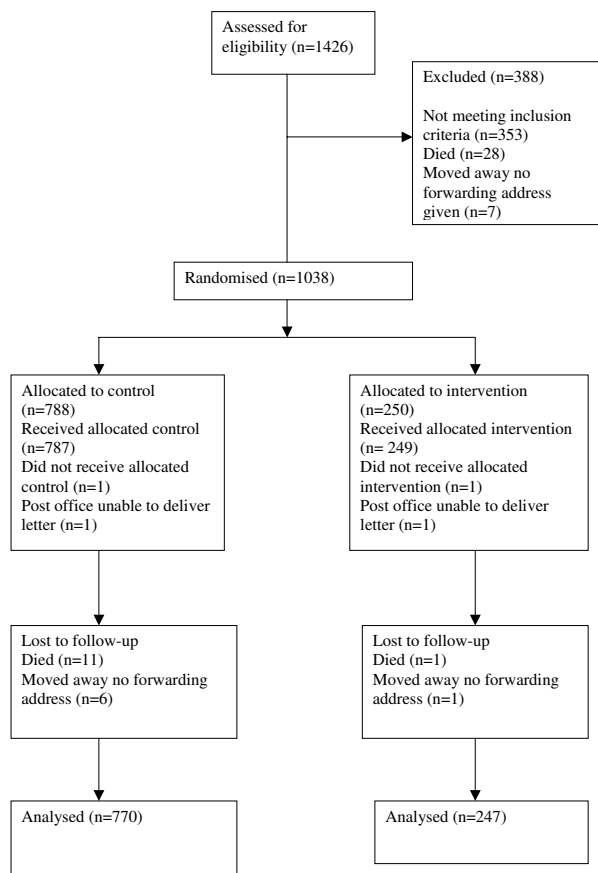 Assessed for
eligibility (n=1426)
Excluded (n=388)
Not meeting inclusion
criteria (n=353)
Died (n=28)
Moved away no
forwarding address
given (n=7)
Randomised (n=1038)
Allocated to control
(n=788)
Received allocated control
(n=787)
Did not receive allocated
control (n=1)
Post office unable to deliver
letter (n=1)
Allocated to intervention
(n=250)
Received allocated intervention
(n= 249)
Did not receive allocated
intervention (n=1)
Post office unable to deliver
letter (n=1)
Lost to follow-up
Died (n=11)
Moved away no forwarding
address (n=6)
Lost to follow-up
Died (n=1)
Moved away no forwarding
address (n=1)
Analysed (n=770)
Analysed (n=247)